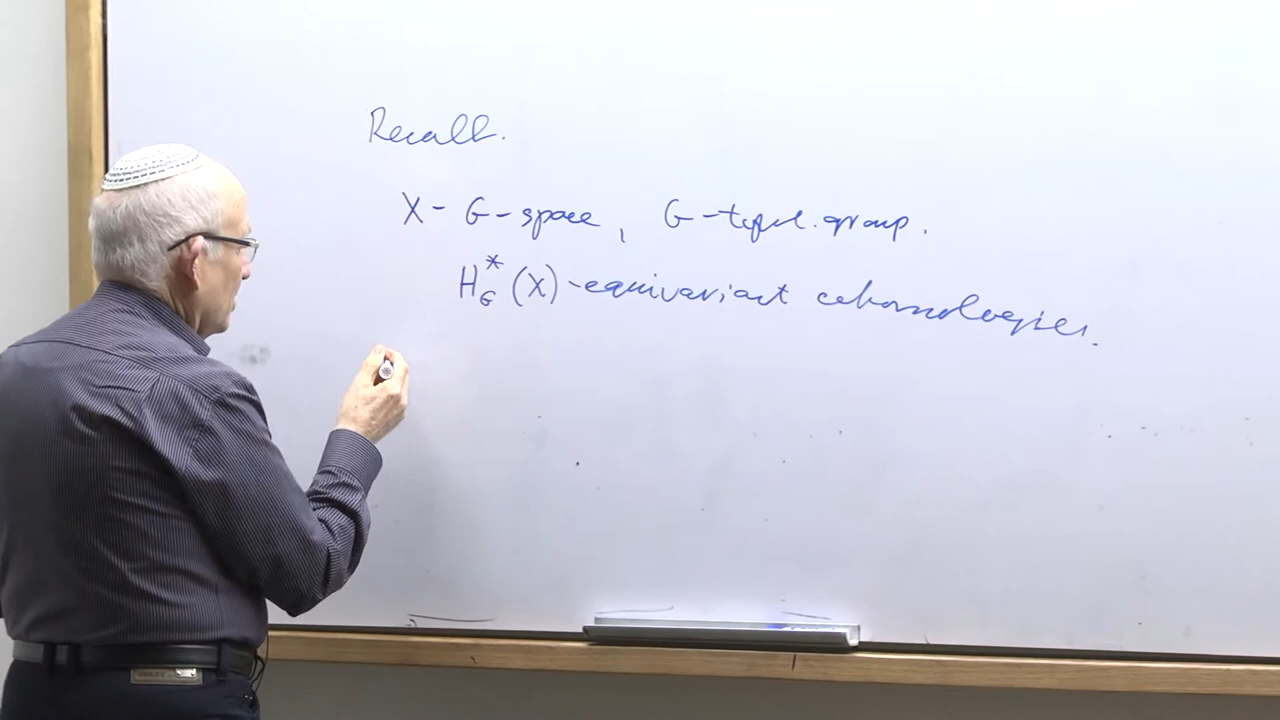 Recall.
X - G - space, G - topol. group.
H*_G (X) - equivariant cohomologies.